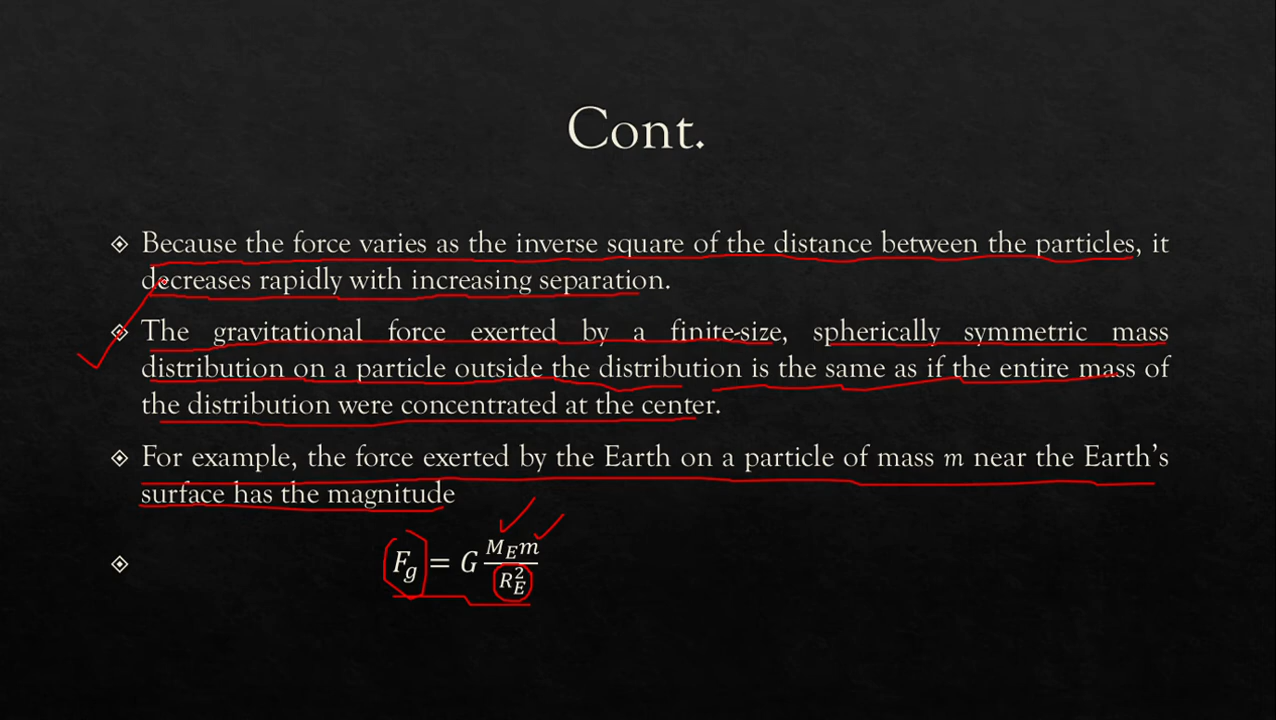 Cont.
Because the force varies as the inverse square of the distance between the particles, it
decreases rapidly with increasing separation.
The gravitational force exerted by a finite-size, spherically symmetric mass
distribution on a particle outside the distribution is the same as if the entire mass of
the distribution were concentrated at the center.
For example, the force exerted by the Earth on a particle of mass m near the Earth's
surface has the magnitude
F_g = G \frac{M_E m}{R_E^2}